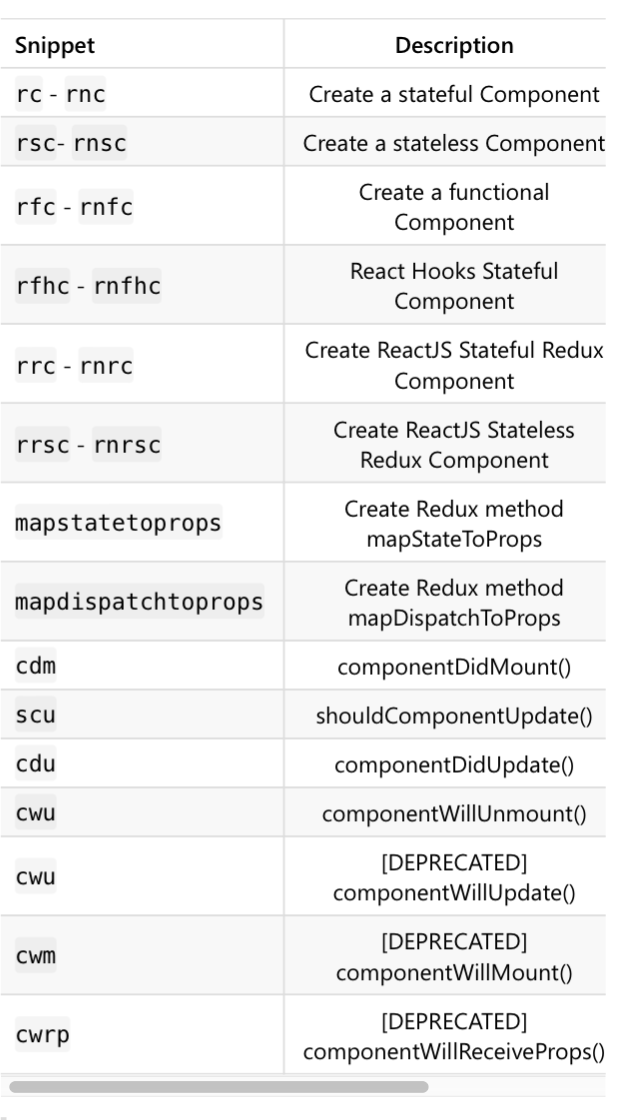 Snippet Description
rc - rnc Create a stateful Component
rsc- rnsc Create a stateless Component
rfc - rnfc Create a functional
Component
rfhc - rnfhc React Hooks Stateful
Component
rrc - rnrc Create ReactJS Stateful Redux
Component
rrsc - rnrsc Create ReactJS Stateless
Redux Component
mapstatetoprops Create Redux method
mapStateToProps
mapdispatchtoprops Create Redux method
mapDispatchToProps
cdm componentDidMount()
scu shouldComponentUpdate()
cdu componentDidUpdate()
cwu componentWillUnmount()
cwu [DEPRECATED]
componentWillUpdate()
cwm [DEPRECATED]
componentWillMount()
cwrp [DEPRECATED]
componentWillReceiveProps()